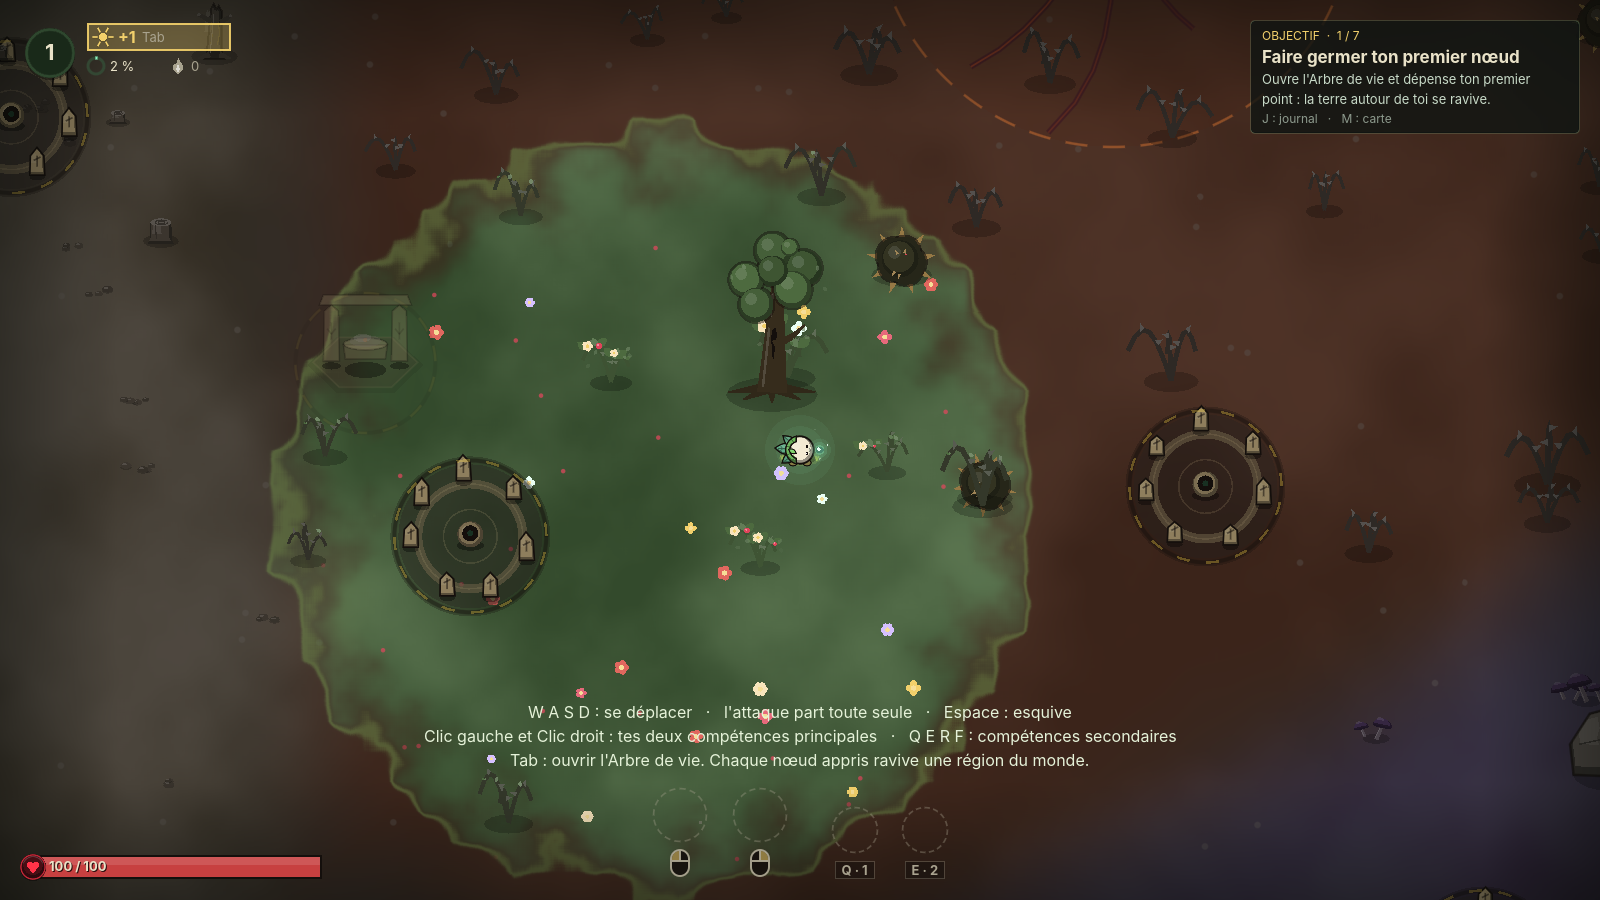 1
+1 Tab
2 %
0
OBJECTIF · 1 / 7
Faire germer ton premier nœud
Ouvre l'Arbre de vie et dépense ton premier
point : la terre autour de toi se ravive.
J : journal · M : carte
W A S D : se déplacer · l'attaque part toute seule · Espace : esquive
Clic gauche et Clic droit : tes deux compétences principales · Q E R F : compétences secondaires
Tab : ouvrir l'Arbre de vie. Chaque nœud appris ravive une région du monde.
100 / 100
Q · 1
E · 2